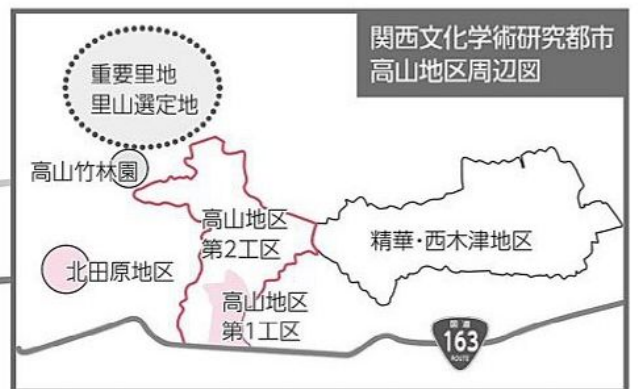 関西文化学術研究都市
高山地区周辺図
重要里地
里山選定地
高山竹林園
高山地区
第2工区
精華・西木津地区
北田原地区
高山地区
第1工区
国道
163
ROUTE